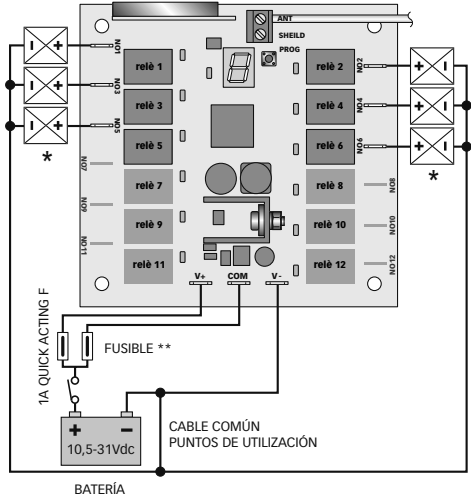 ANT
SHEILD
PROG
NO1
relè 1
relè 2
NO2
NO3
relè 3
relè 4
NO4
NO5
relè 5
relè 6
NO6
*
*
NO7
relè 7
relè 8
NO8
NO9
relè 9
relè 10
NO10
NO11
relè 11
relè 12
NO12
V+
COM
V-
1A QUICK ACTING F
FUSIBLE **
+ −
10,5-31Vdc
CABLE COMÚN
PUNTOS DE UTILIZACIÓN
BATERÍA
- +
- +
- +
- +
- +
- +